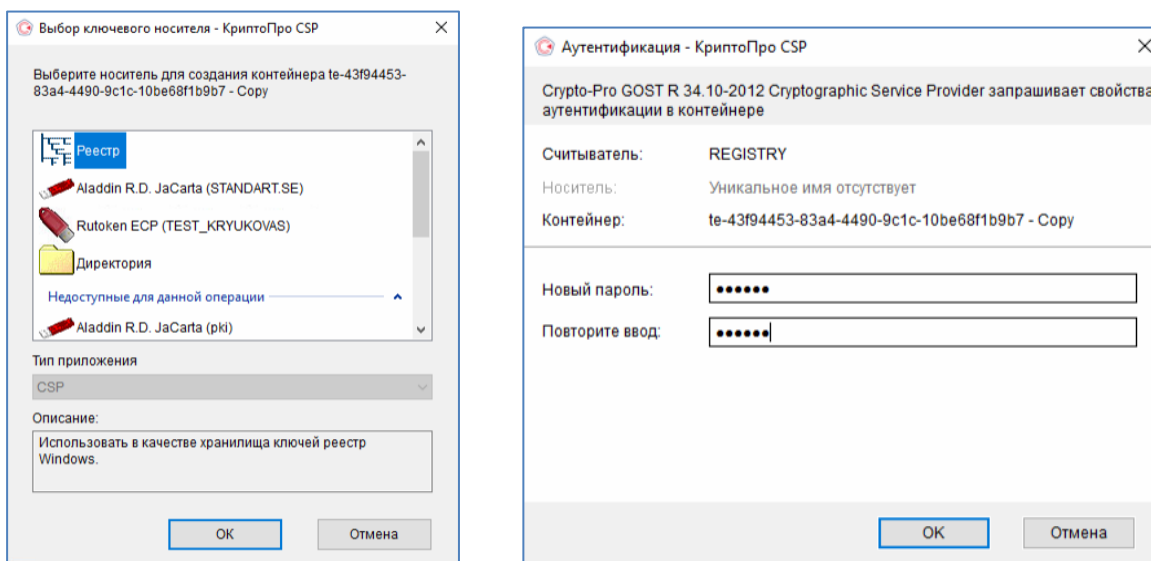 Выбор ключевого носителя - КриптоПро CSP
Выберите носитель для создания контейнера te-43f94453-
83a4-4490-9c1c-10be68f1b9b7 - Copy
Реестр
Aladdin R.D. JaCarta (STANDART.SE)
Rutoken ECP (TEST_KRYUKOVAS)
Директория
Недоступные для данной операции
Aladdin R.D. JaCarta (pki)
Тип приложения
CSP
Описание:
Использовать в качестве хранилища ключей реестр
Windows.
ОК
Отмена
Аутентификация - КриптоПро CSP
Crypto-Pro GOST R 34.10-2012 Cryptographic Service Provider запрашивает свойства
аутентификации в контейнере
Считыватель: REGISTRY
Носитель: Уникальное имя отсутствует
Контейнер: te-43f94453-83a4-4490-9c1c-10be68f1b9b7 - Copy
Новый пароль: ●●●●●●
Повторите ввод: ●●●●●●
OK
Отмена